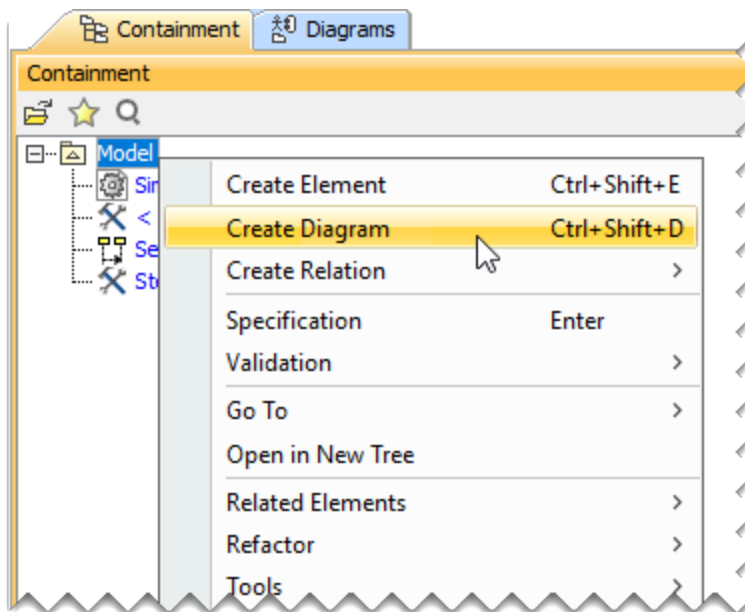 Containment Diagrams
Containment
Model
Create Element Ctrl+Shift+E
< Create Diagram Ctrl+Shift+D
Create Relation >
Specification Enter
Validation >
Go To >
Open in New Tree
Related Elements >
Refactor >
Tools >